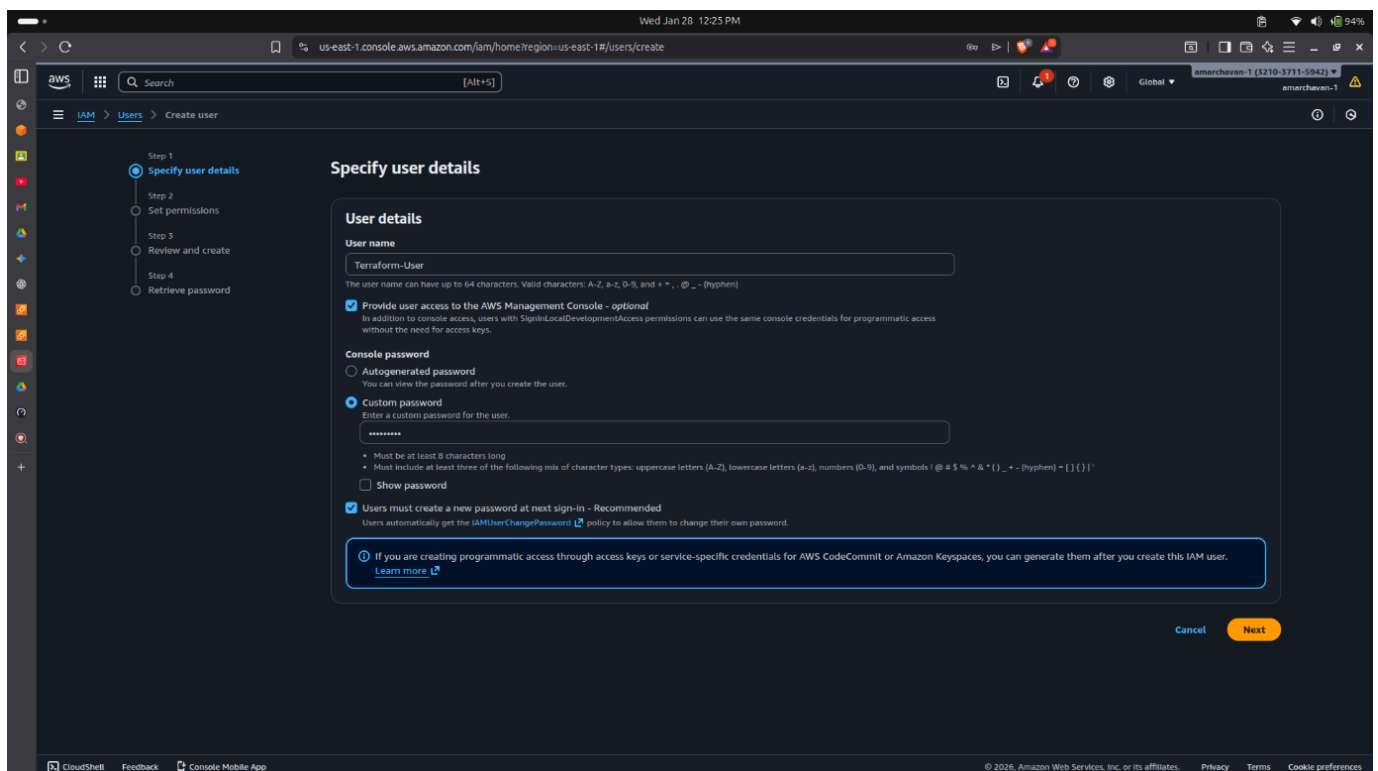 Wed Jan 28 12:25 PM
94%
us-east-1.console.aws.amazon.com/iam/home?region=us-east-1#/users/create
aws
Search
[Alt+S]
1
Global
amarchavan-1 (3210-3711-5942)
amarchavan-1
IAM > Users > Create user
Step 1
Specify user details
Step 2
Set permissions
Step 3
Review and create
Step 4
Retrieve password
Specify user details
User details
User name
Terraform-User
The user name can have up to 64 characters. Valid characters: A-Z, a-z, 0-9, and + = , . @ _ - (hyphen)
Provide user access to the AWS Management Console - optional
In addition to console access, users with SignInLocalDevelopmentAccess permissions can use the same console credentials for programmatic access
without the need for access keys.
Console password
Autogenerated password
You can view the password after you create the user.
Custom password
Enter a custom password for the user.
•••••••••
• Must be at least 8 characters long
• Must include at least three of the following mix of character types: uppercase letters (A-Z), lowercase letters (a-z), numbers (0-9), and symbols ! @ # $ % ^ & * ( ) _ + - (hyphen) = [ ] { } | '
Show password
Users must create a new password at next sign-in - Recommended
Users automatically get the IAMUserChangePassword policy to allow them to change their own password.
If you are creating programmatic access through access keys or service-specific credentials for AWS CodeCommit or Amazon Keyspaces, you can generate them after you create this IAM user.
Learn more
Cancel
Next
CloudShell Feedback Console Mobile App
© 2026, Amazon Web Services, Inc. or its affiliates. Privacy Terms Cookie preferences